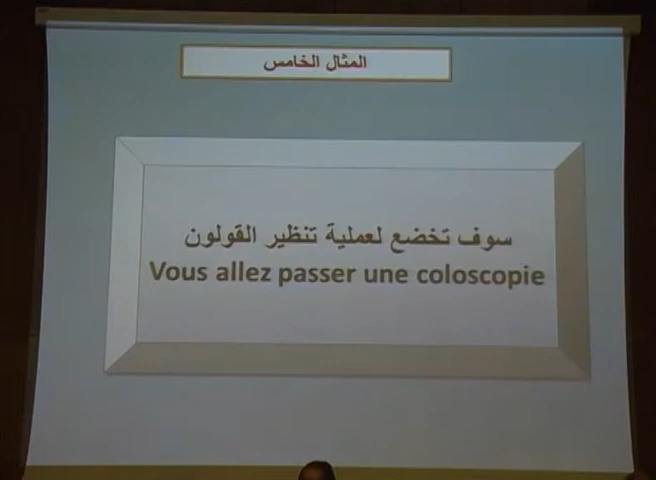 المثال الخامس
سوف تخضع لعملية تنظير القولون
Vous allez passer une coloscopie